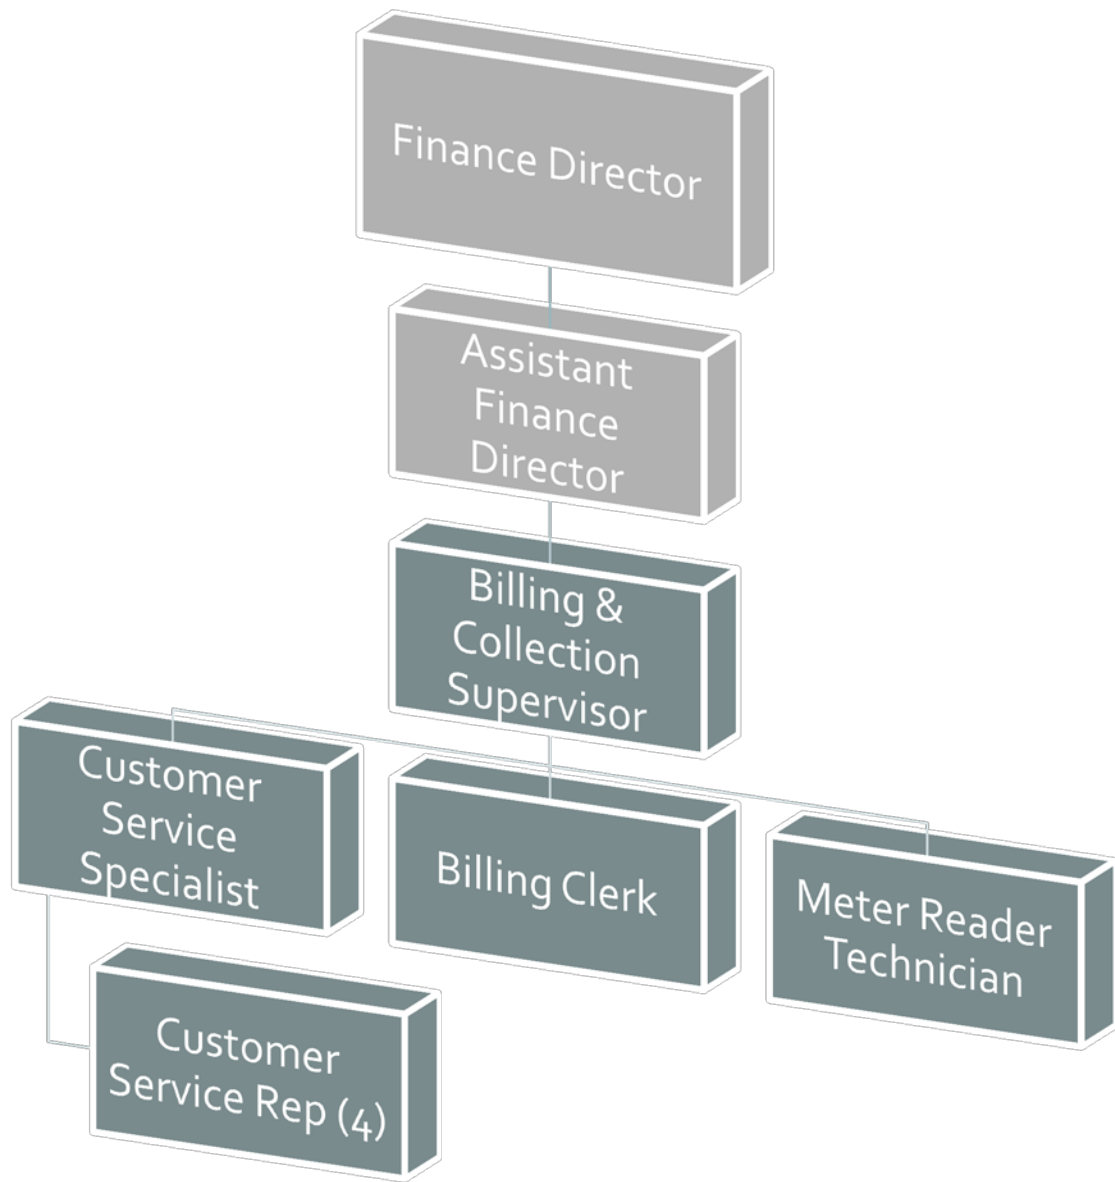 Finance Director
Assistant
Finance
Director
Billing &
Collection
Supervisor
Customer
Service
Specialist
Billing Clerk
Meter Reader
Technician
Customer
Service Rep (4)